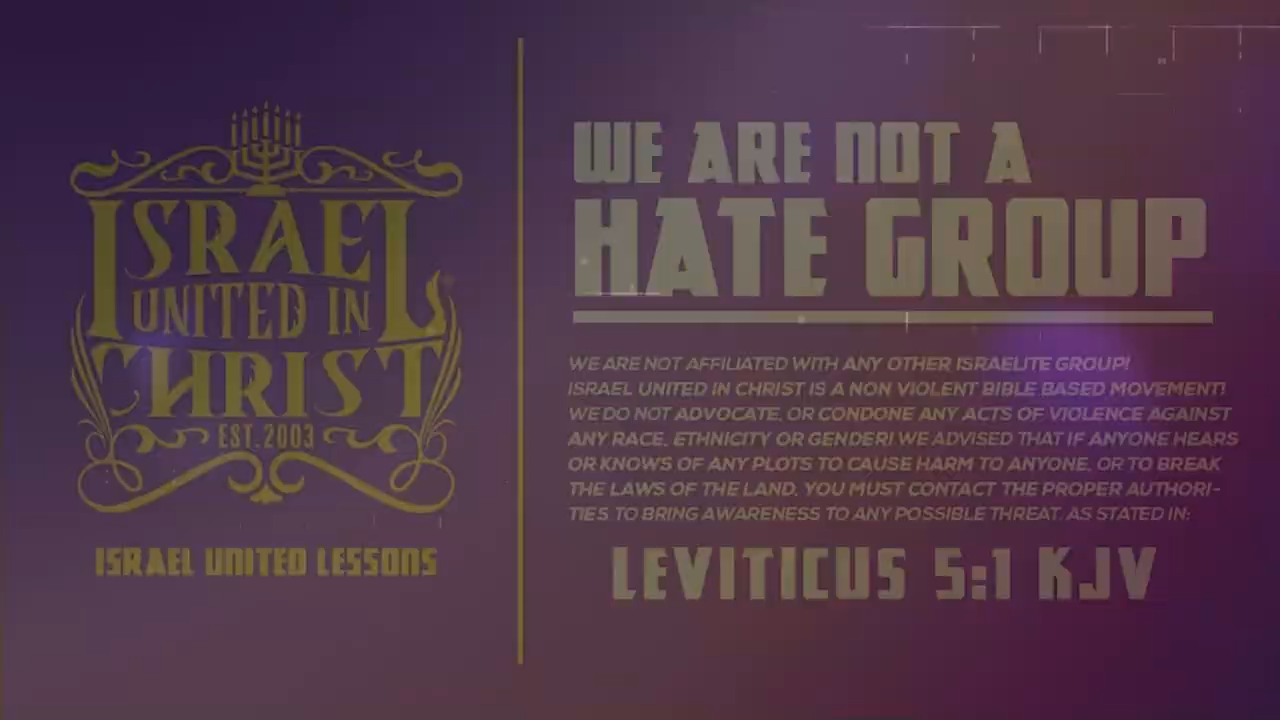 ISRAEL
UNITED IN
CHRIST
EST. 2003
ISRAEL UNITED LESSONS
WE ARE NOT A
HATE GROUP
WE ARE NOT AFFILIATED WITH ANY OTHER ISRAELITE GROUP!
ISRAEL UNITED IN CHRIST IS A NON VIOLENT BIBLE BASED MOVEMENT!
WE DO NOT ADVOCATE, OR CONDONE ANY ACTS OF VIOLENCE AGAINST
ANY RACE, ETHNICITY OR GENDER! WE ADVISED THAT IF ANYONE HEARS
OR KNOWS OF ANY PLOTS TO CAUSE HARM TO ANYONE, OR TO BREAK
THE LAWS OF THE LAND, YOU MUST CONTACT THE PROPER AUTHORI-
TIES TO BRING AWARENESS TO ANY POSSIBLE THREAT. AS STATED IN:
LEVITICUS 5:1 KJV